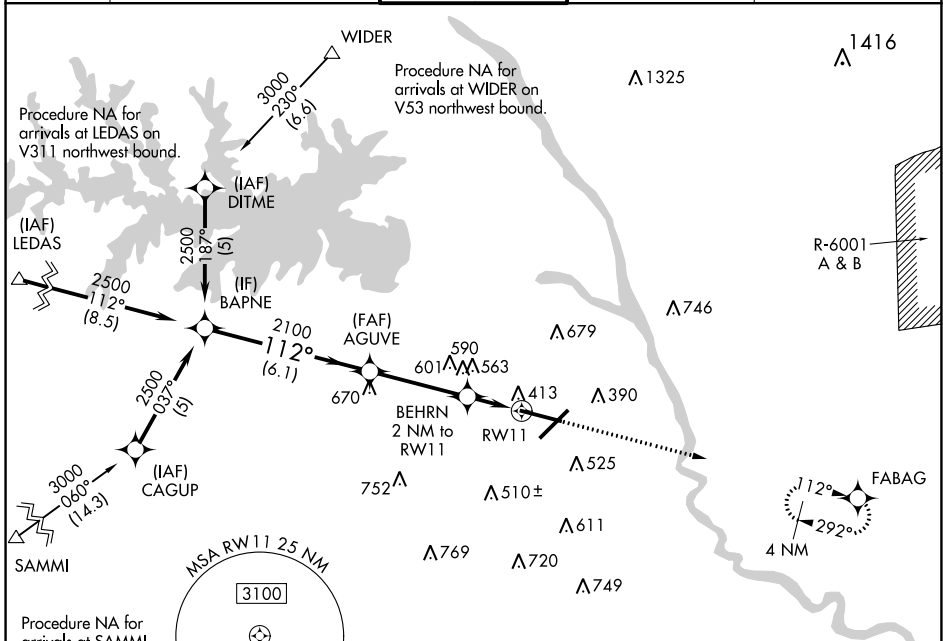 WIDER
1416
1325
Procedure NA for
arrivals at WIDER on
V53 northwest bound.
3000
230°
(6.6)
Procedure NA for
arrivals at LEDAS on
V311 northwest bound.
(IAF)
DITME
2500
187°
(5)
(IAF)
LEDAS
2500
112°
(8.5)
(IF)
BAPNE
R-6001
A & B
2100
112°
(6.1)
(FAF)
AGUVE
746
679
590
601
563
670
413
390
BEHRN
2 NM to
RW11
RW11
2500
037°
(5)
(IAF)
CAGUP
3000
060°
(14.3)
SAMMI
525
752
510±
611
769
720
749
112°
292°
FABAG
4 NM
MSA RW11 25 NM
3100
Procedure NA for
arrivals at SAMMI